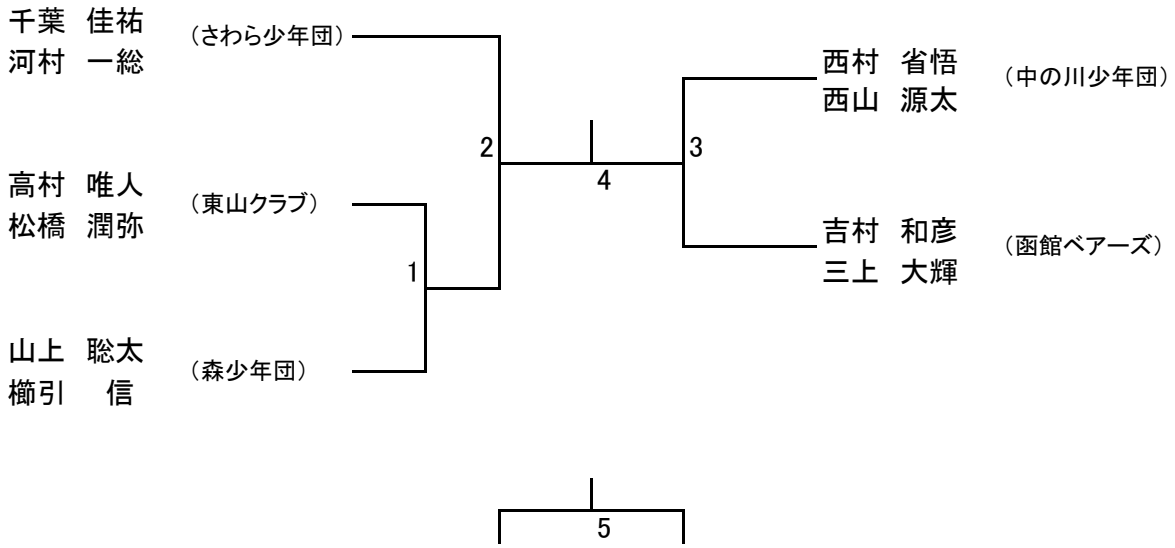 千葉 佳祐
河村 一総
（さわら少年団）
高村 唯人
松橋 潤弥
（東山クラブ）
山上 聡太
櫛引 信
（森少年団）
1
2
4
3
西村 省悟
西山 源太
（中の川少年団）
吉村 和彦
三上 大輝
（函館ベアーズ）
5